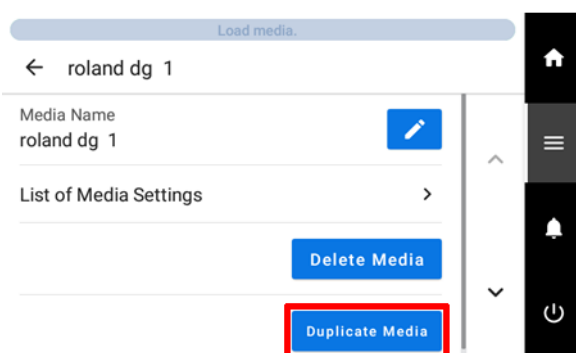 Load media.
roland dg 1
Media Name
roland dg 1
List of Media Settings
Delete Media
Duplicate Media